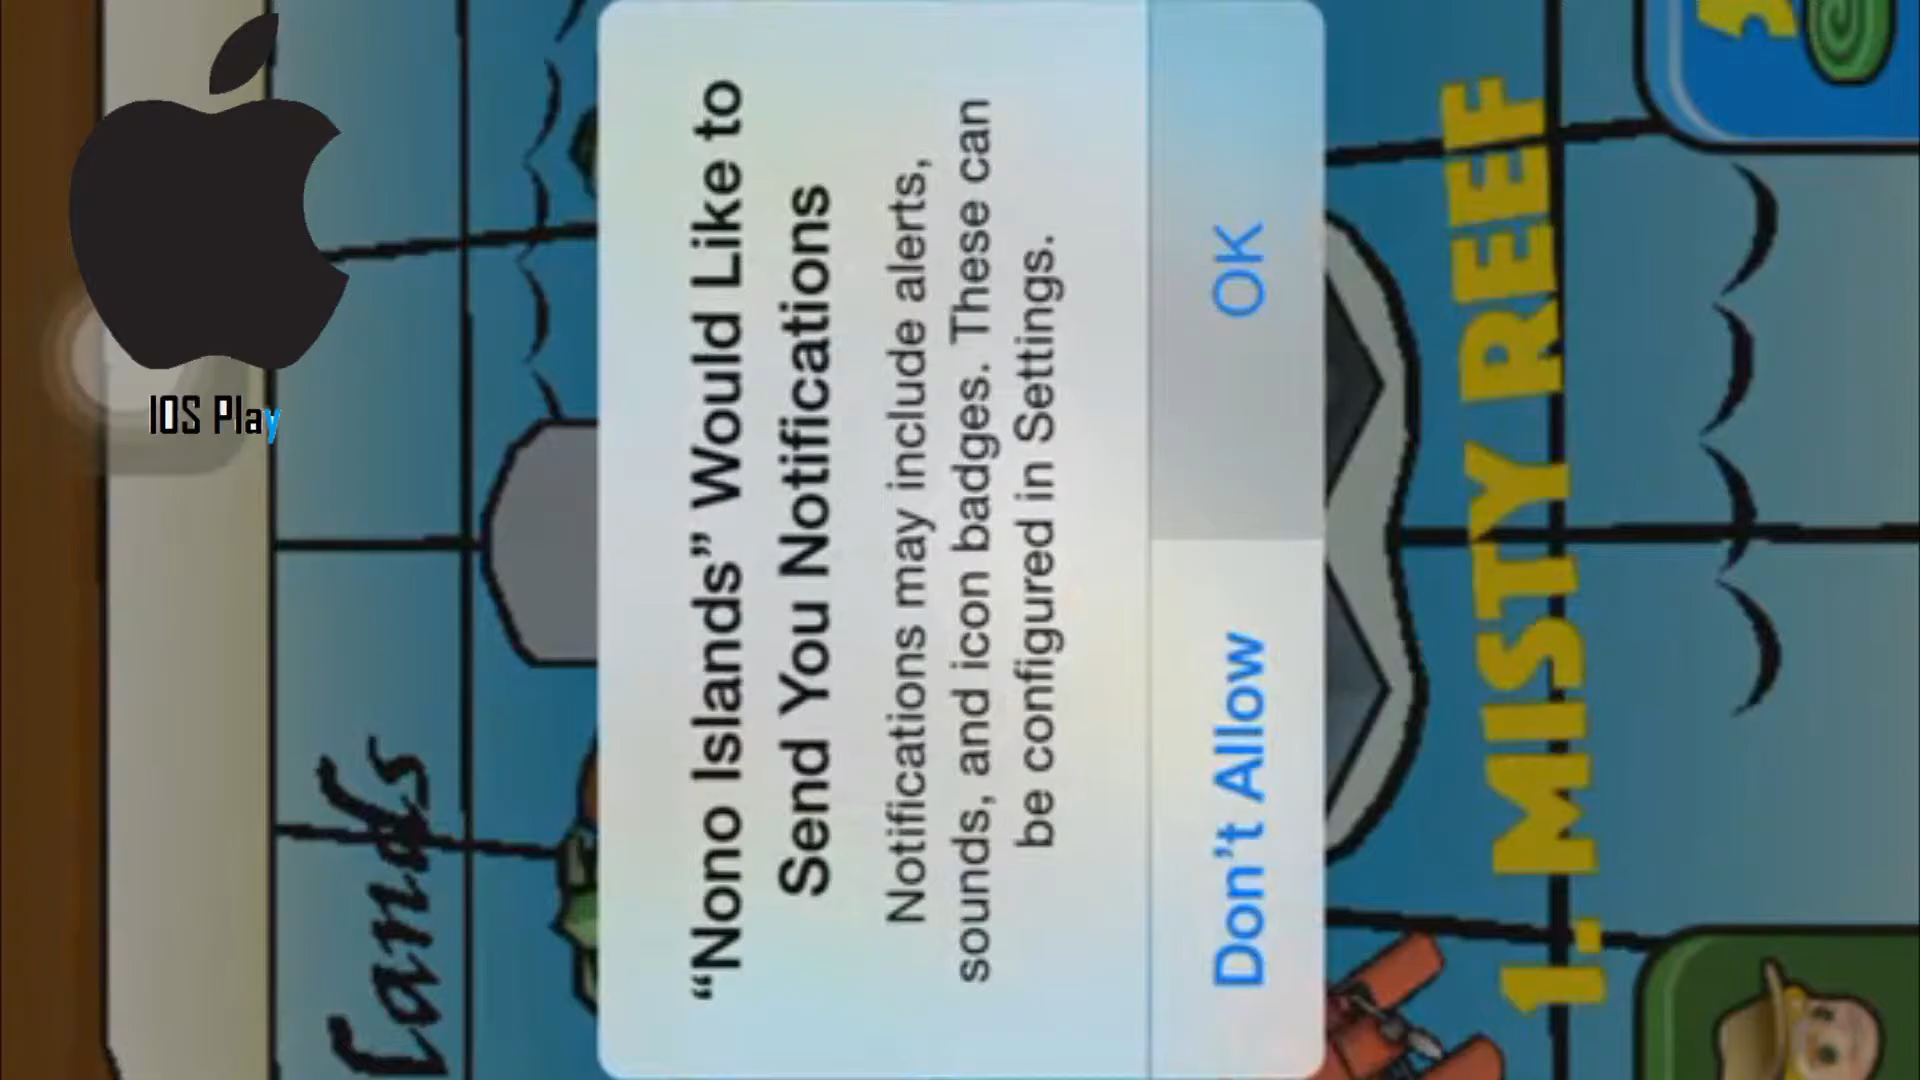 IOS Play
Lands
“Nono Islands” Would Like to
Send You Notifications
Notifications may include alerts,
sounds, and icon badges. These can
be configured in Settings.
Don't Allow
OK
1. MISTY REEF